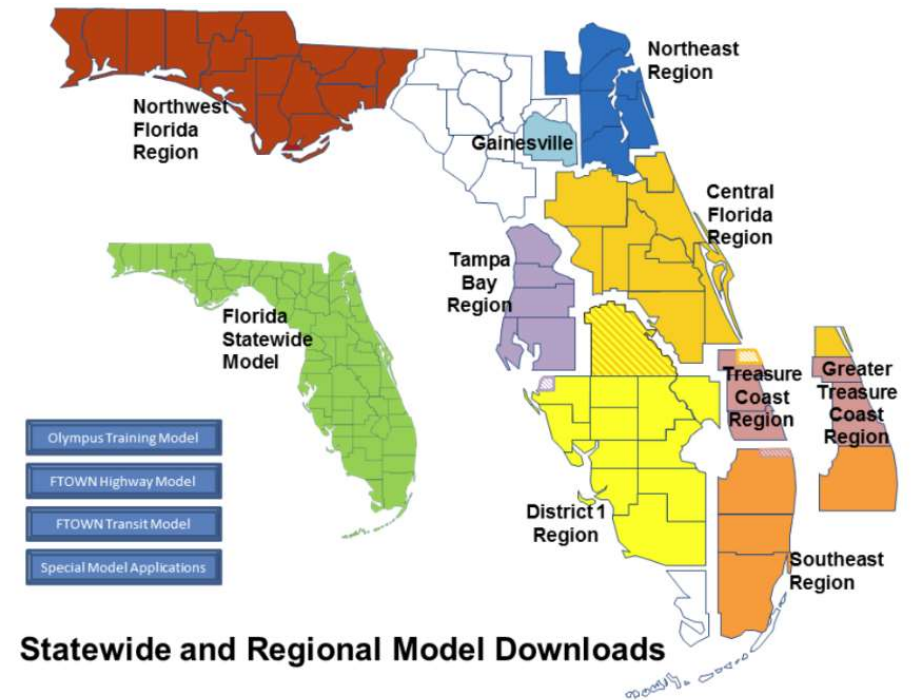 Northeast
Region
Northwest
Florida
Region
Gainesville
Central
Florida
Region
Tampa
Bay
Region
Florida
Statewide
Model
Treasure
Coast
Region
Greater
Treasure
Coast
Region
Olympus Training Model
FTOWN Highway Model
FTOWN Transit Model
Special Model Applications
District 1
Region
Southeast
Region
Statewide and Regional Model Downloads